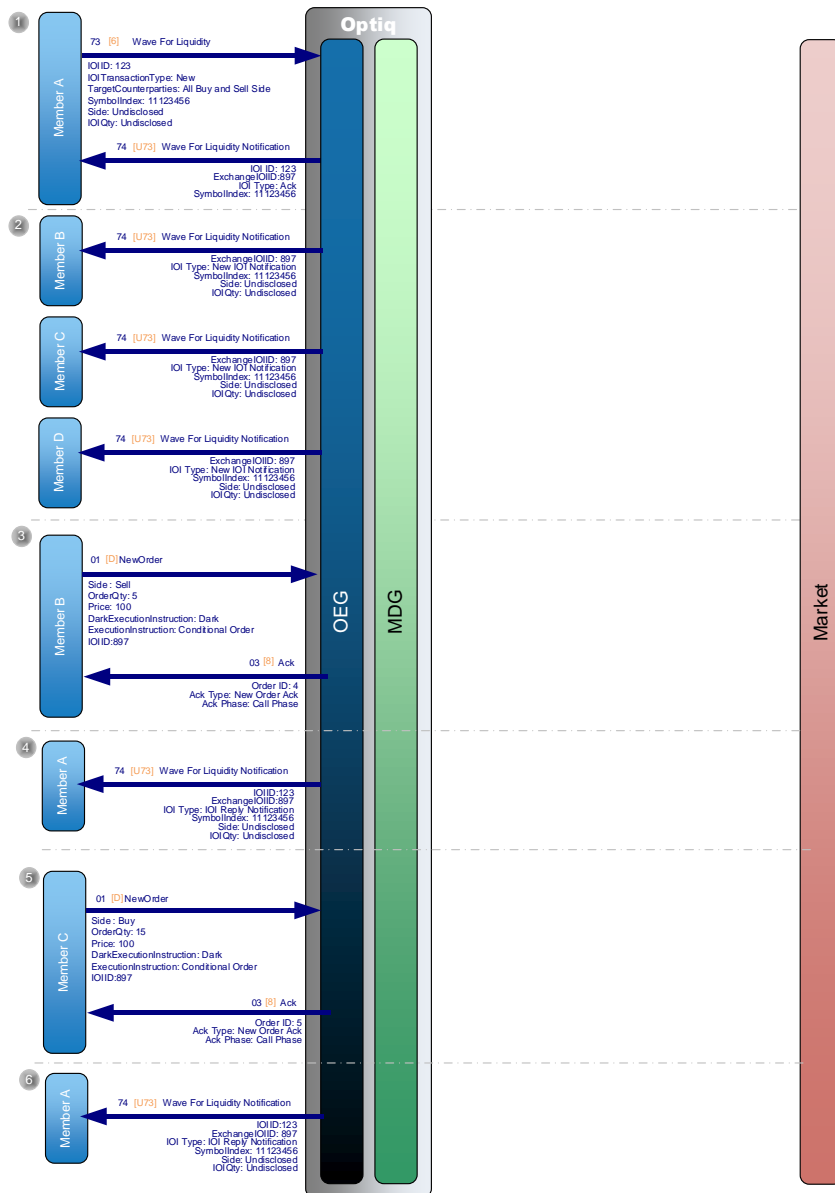 Optiq
1
Member A
73 [6] Wave For Liquidity
IOIID: 123
IOITransactionType: New
TargetCounterparties: All Buy and Sell Side
SymbolIndex: 11123456
Side: Undisclosed
IOIQty: Undisclosed
74 [U73] Wave For Liquidity Notification
IOI ID: 123
ExchangeIOIID:897
IOI Type: Ack
SymbolIndex: 11123456
2
Member B
74 [U73] Wave For Liquidity Notification
ExchangeIOIID: 897
IOI Type: New IOI Notification
SymbolIndex: 11123456
Side: Undisclosed
IOIQty: Undisclosed
Member C
74 [U73] Wave For Liquidity Notification
ExchangeIOIID: 897
IOI Type: New IOI Notification
SymbolIndex: 11123456
Side: Undisclosed
IOIQty: Undisclosed
Member D
74 [U73] Wave For Liquidity Notification
ExchangeIOIID: 897
IOI Type: New IOI Notification
SymbolIndex: 11123456
Side: Undisclosed
IOIQty: Undisclosed
3
Member B
01 [D] NewOrder
Side : Sell
OrderQty: 5
Price: 100
DarkExecutionInstruction: Dark
ExecutionInstruction: Conditional Order
IOIID:897
03 [8] Ack
Order ID: 4
Ack Type: New Order Ack
Ack Phase: Call Phase
OEG
MDG
Market
4
Member A
74 [U73] Wave For Liquidity Notification
IOIID:123
ExchangeIOIID:897
IOI Type: IOI Reply Notification
SymbolIndex: 11123456
Side: Undisclosed
IOIQty: Undisclosed
5
Member C
01 [D] NewOrder
Side : Buy
OrderQty: 15
Price: 100
DarkExecutionInstruction: Dark
ExecutionInstruction: Conditional Order
IOIID:897
03 [8] Ack
Order ID: 5
Ack Type: New Order Ack
Ack Phase: Call Phase
6
Member A
74 [U73] Wave For Liquidity Notification
IOIID:123
ExchangeIOIID: 897
IOI Type: IOI Reply Notification
SymbolIndex: 11123456
Side: Undisclosed
IOIQty: Undisclosed